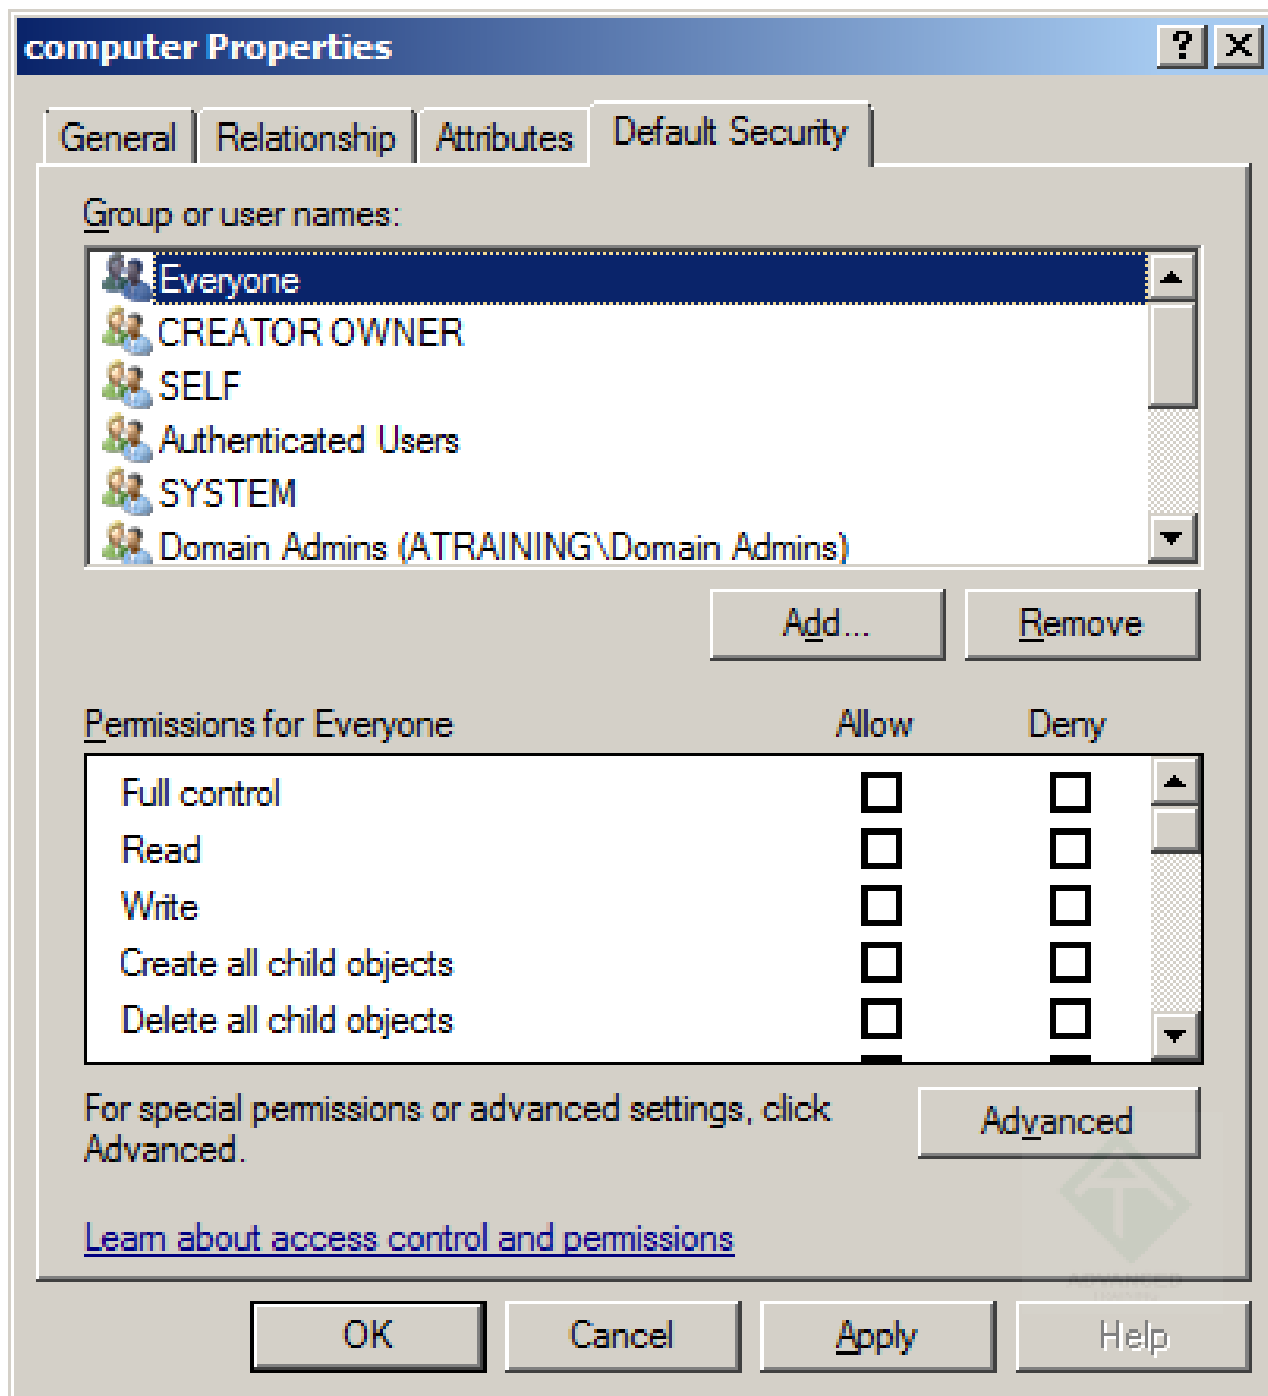 computer Properties
General Relationship Attributes Default Security
Group or user names:
Everyone
CREATOR OWNER
SELF
Authenticated Users
SYSTEM
Domain Admins (ATRAINING\Domain Admins)
Add... Remove
Permissions for Everyone Allow Deny
Full control
Read
Write
Create all child objects
Delete all child objects
For special permissions or advanced settings, click
Advanced.
Advanced
Learn about access control and permissions
ADVANCED
OK Cancel Apply Help